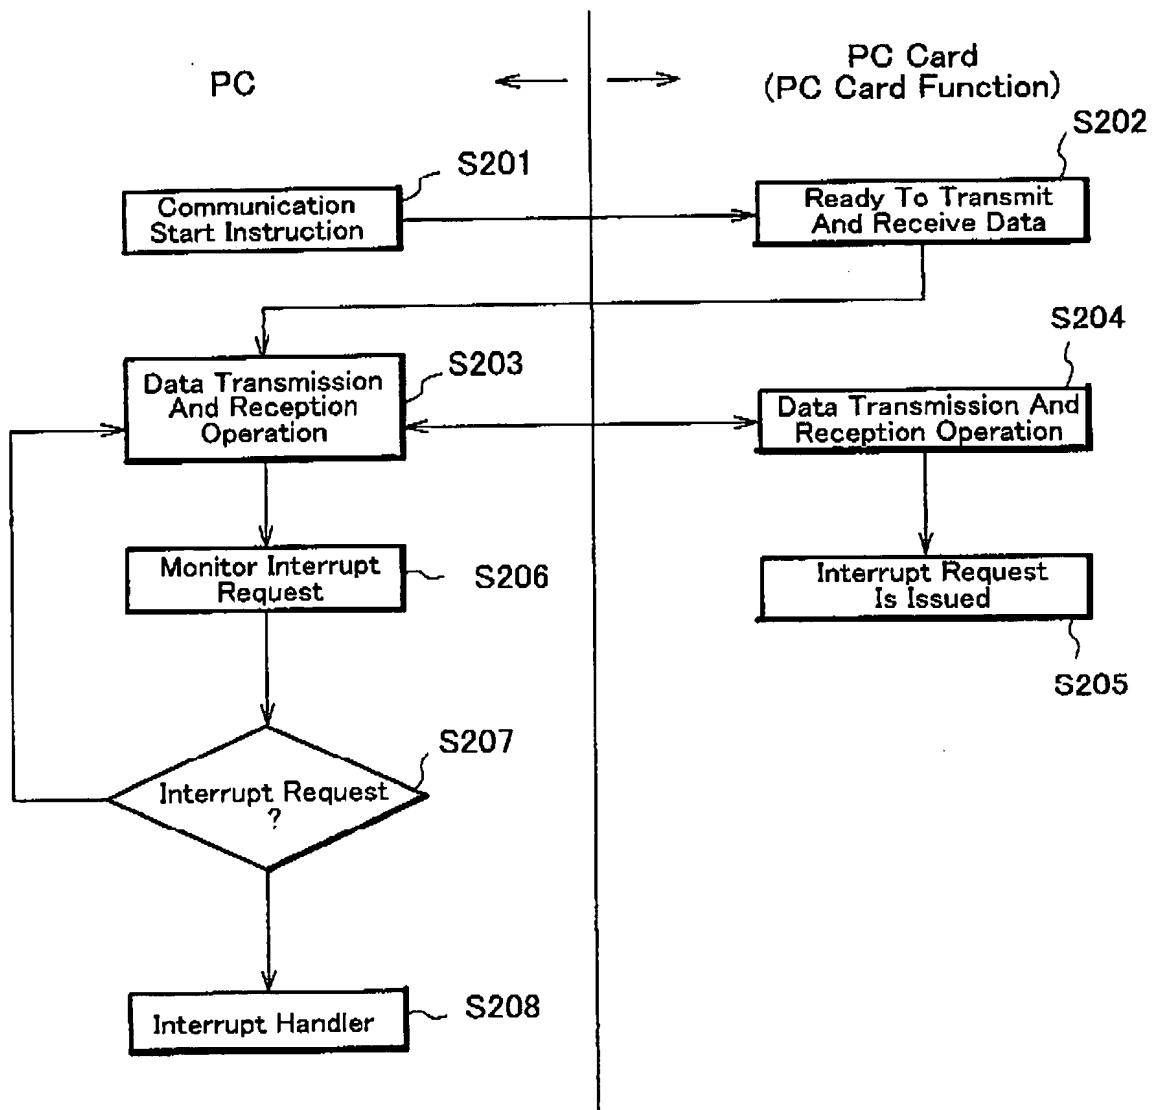 PC
PC Card
(PC Card Function)
S201
Communication
Start Instruction
S202
Ready To Transmit
And Receive Data
S203
Data Transmission
And Reception
Operation
S204
Data Transmission And
Reception Operation
Monitor Interrupt
Request
S206
Interrupt Request
Is Issued
S205
S207
Interrupt Request
?
Interrupt Handler
S208